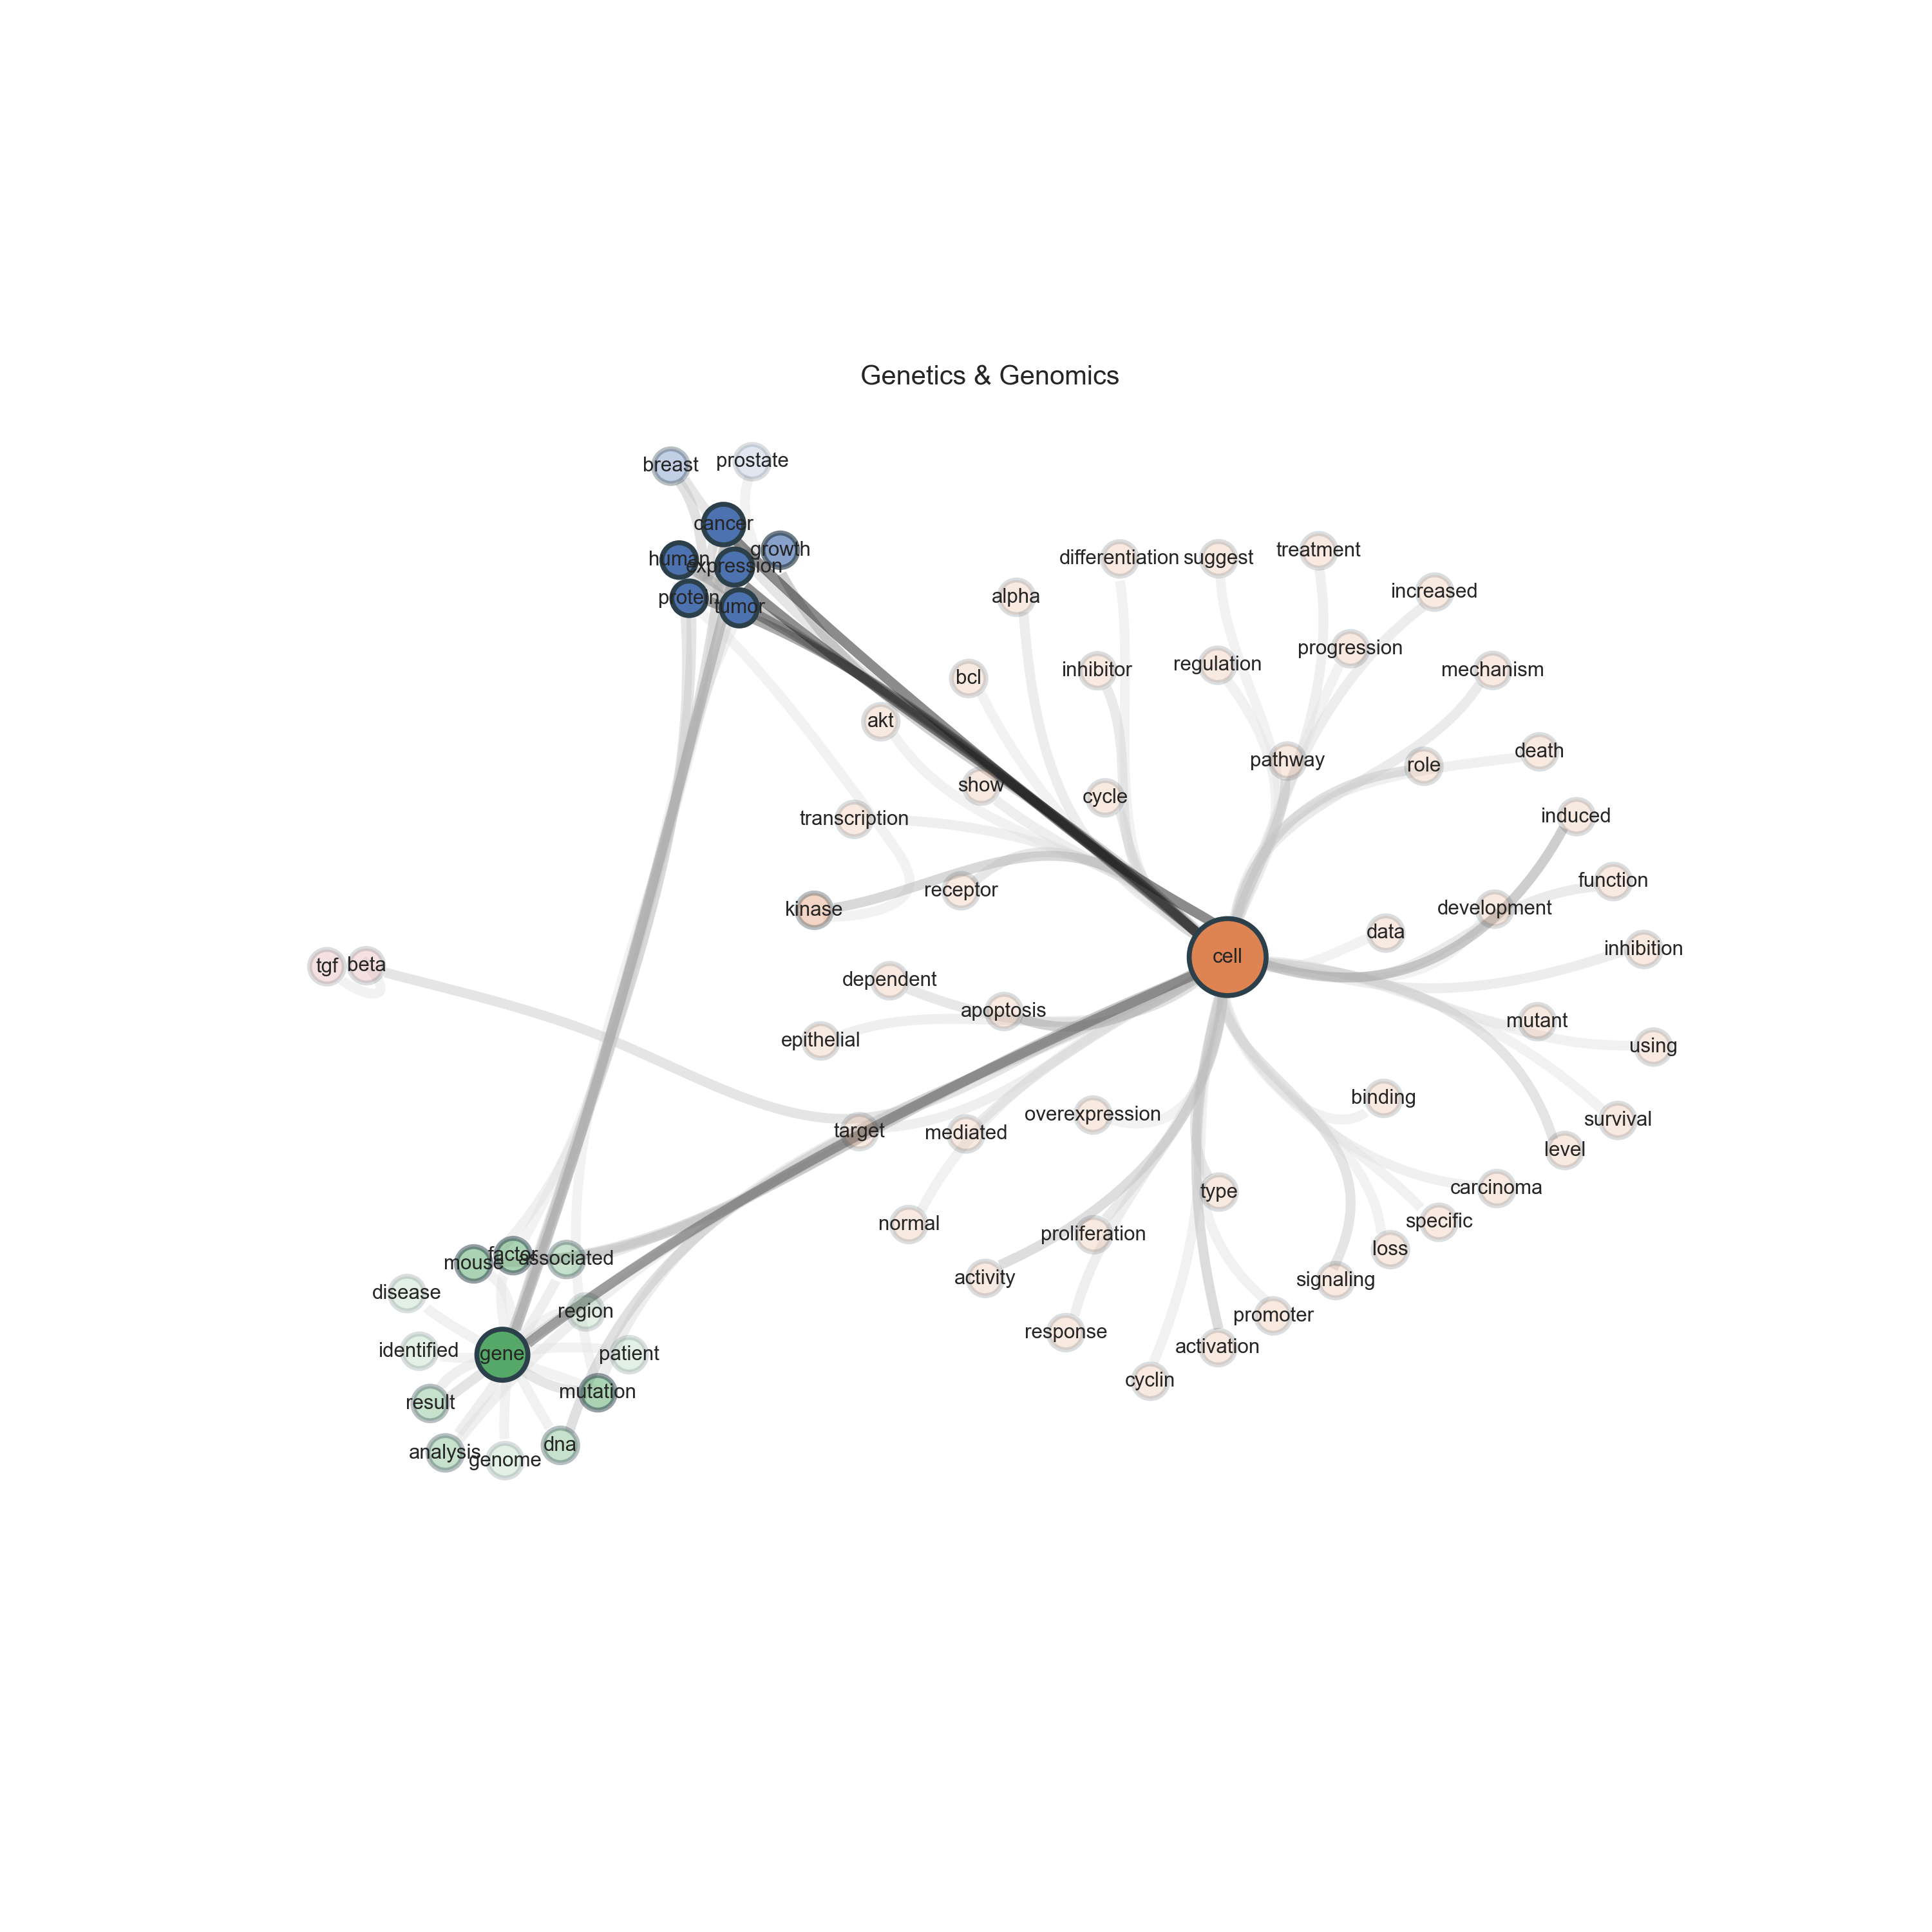 Genetics & Genomics
breast
prostate
cancer
human
growth
expression
protein
tumor
differentiation
suggest
treatment
alpha
increased
bcl
inhibitor
regulation
progression
mechanism
akt
show
cycle
pathway
role
death
transcription
induced
kinase
receptor
development
function
data
inhibition
cell
tgf
beta
dependent
apoptosis
epithelial
mutant
using
target
mediated
overexpression
binding
survival
level
normal
type
carcinoma
proliferation
specific
loss
activity
signaling
response
promoter
activation
cyclin
mouse
factor
associated
disease
region
identified
gene
patient
result
mutation
analysis
genome
dna